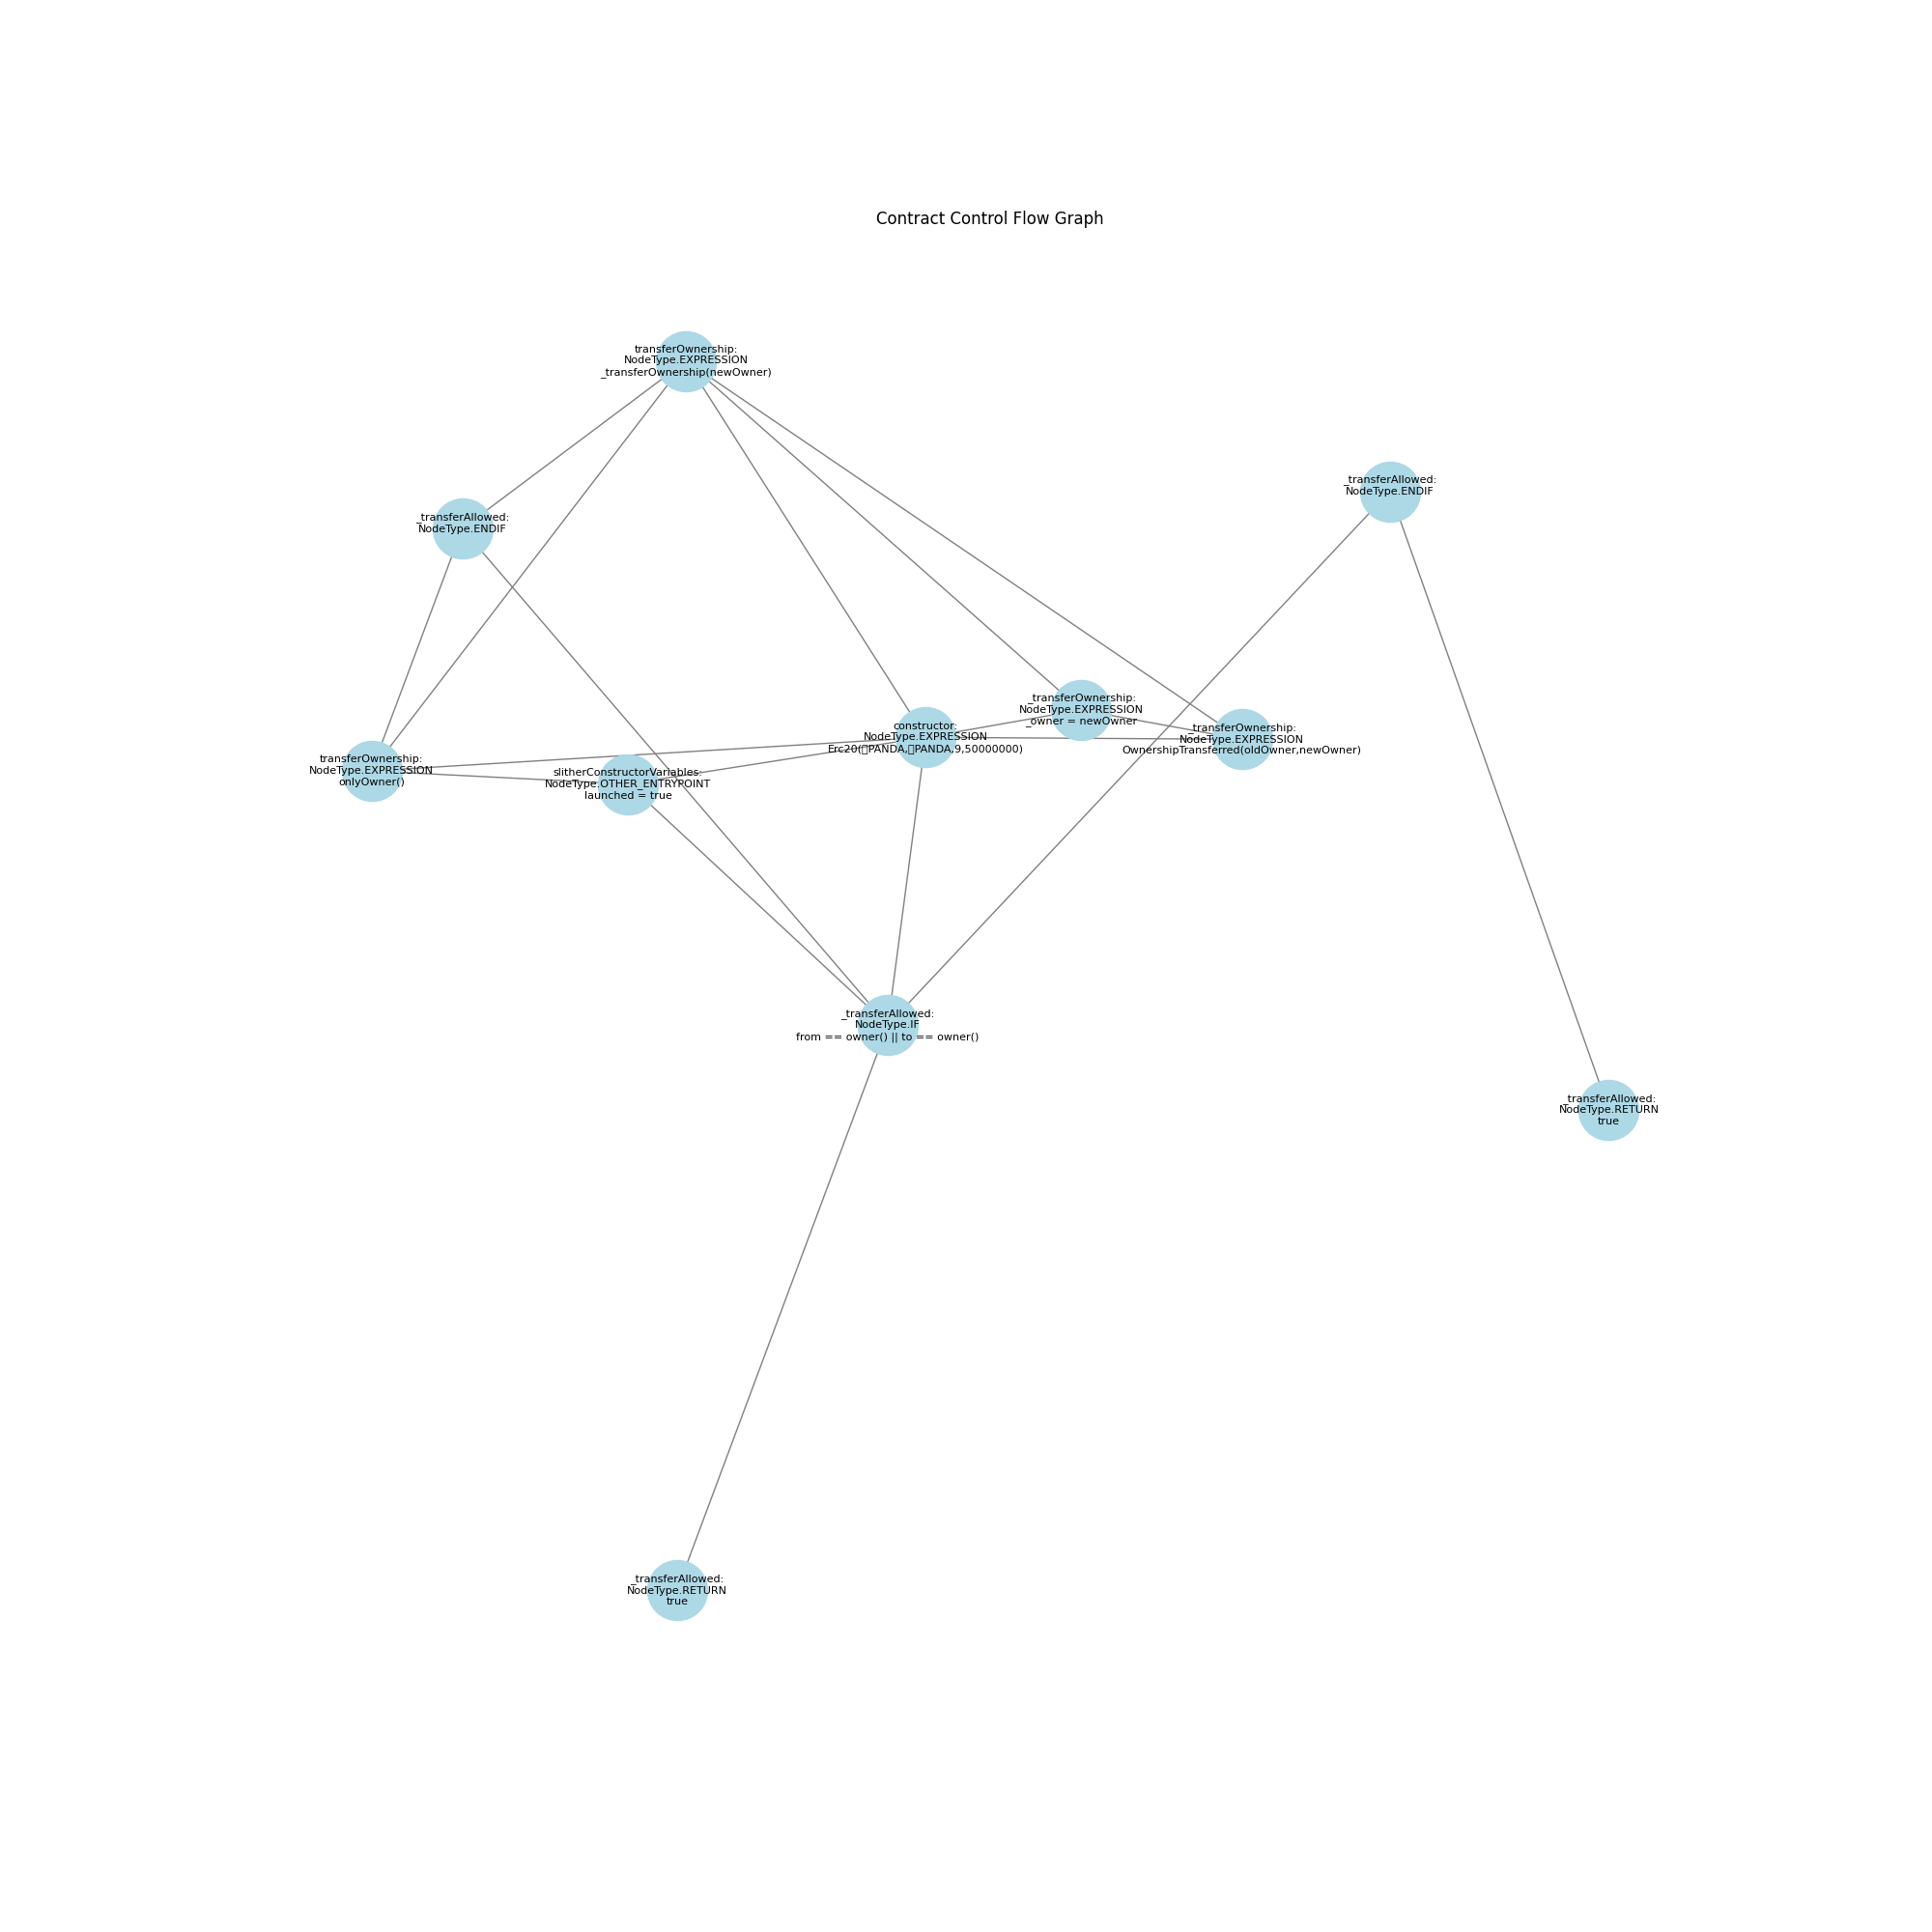 Contract Control Flow Graph
transferOwnership:
NodeType.EXPRESSION
_transferOwnership(newOwner)
_transferAllowed:
NodeType.ENDIF
_transferAllowed:
NodeType.ENDIF
_transferOwnership:
NodeType.EXPRESSION
_owner = newOwner
constructor:
NodeType.EXPRESSION
Erc20(▯PANDA,▯PANDA,9,50000000)
_transferOwnership:
NodeType.EXPRESSION
OwnershipTransferred(oldOwner,newOwner)
transferOwnership:
NodeType.EXPRESSION
onlyOwner()
slitherConstructorVariables:
NodeType.OTHER_ENTRYPOINT
launched = true
_transferAllowed:
NodeType.IF
from == owner() || to == owner()
_transferAllowed:
NodeType.RETURN
true
_transferAllowed:
NodeType.RETURN
true